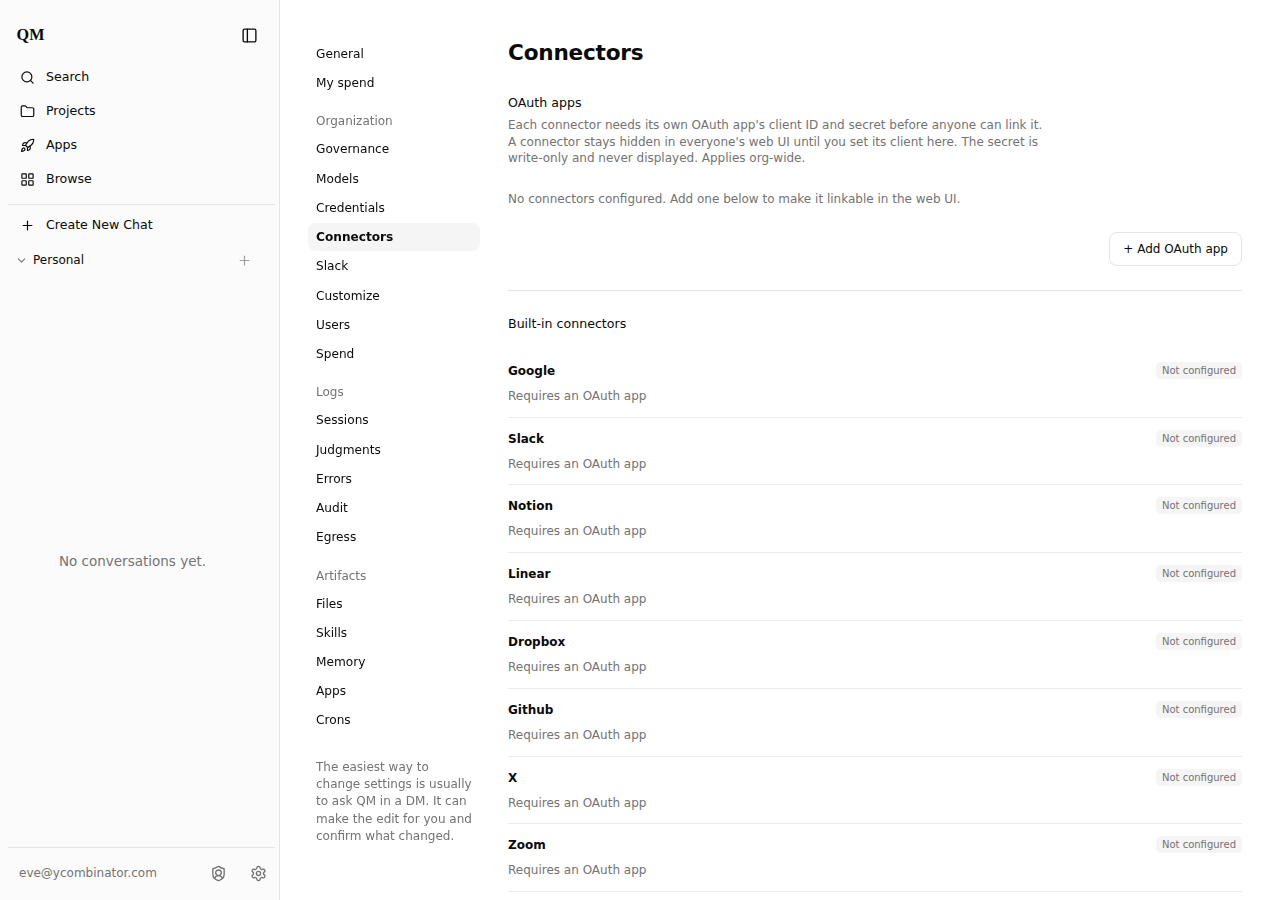 QM
Search
Projects
Apps
Browse
Create New Chat
Personal
No conversations yet.
eve@ycombinator.com
General
My spend
Organization
Governance
Models
Credentials
Connectors
Slack
Customize
Users
Spend
Logs
Sessions
Judgments
Errors
Audit
Egress
Artifacts
Files
Skills
Memory
Apps
Crons
The easiest way to
change settings is usually
to ask QM in a DM. It can
make the edit for you and
confirm what changed.
Connectors
OAuth apps
Each connector needs its own OAuth app's client ID and secret before anyone can link it.
A connector stays hidden in everyone's web UI until you set its client here. The secret is
write-only and never displayed. Applies org-wide.
No connectors configured. Add one below to make it linkable in the web UI.
+ Add OAuth app
Built-in connectors
Google
Not configured
Requires an OAuth app
Slack
Not configured
Requires an OAuth app
Notion
Not configured
Requires an OAuth app
Linear
Not configured
Requires an OAuth app
Dropbox
Not configured
Requires an OAuth app
Github
Not configured
Requires an OAuth app
X
Not configured
Requires an OAuth app
Zoom
Not configured
Requires an OAuth app